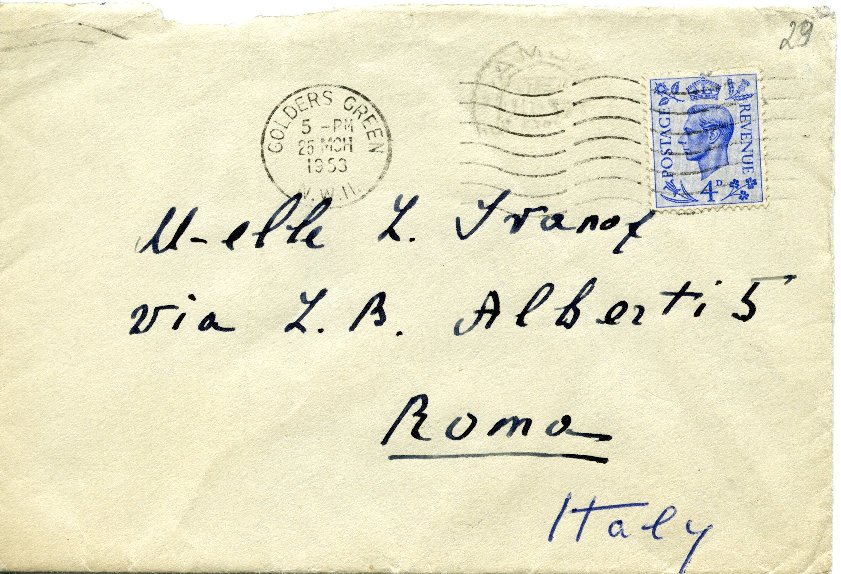 29
GOLDERS GREEN
5 - PM
25 MCH
1953
N.W.11.
POSTAGE
REVENUE
4D
M-elle L. Ivanof
via L. B. Alberti 5
Roma
Italy